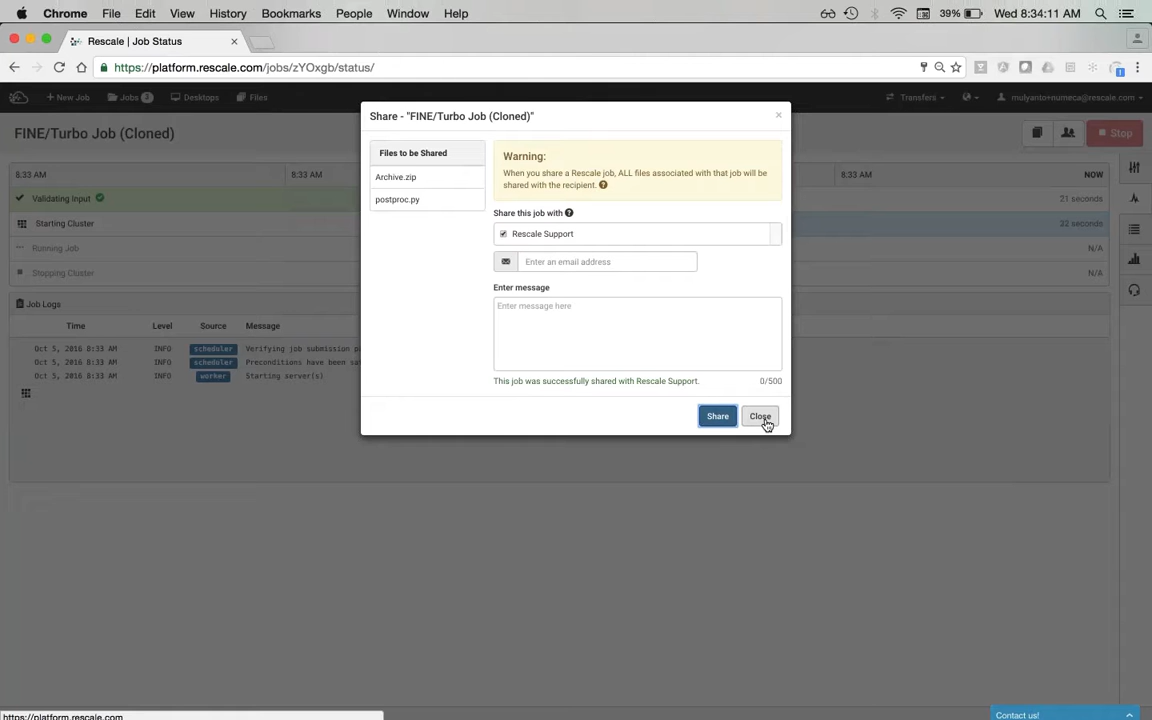 Chrome File Edit View History Bookmarks People Window Help 39% Wed 8:34:11 AM
Rescale | Job Status
https://platform.rescale.com/jobs/zYOxgb/status/
+ New Job Jobs 3 Desktops Files Transfers mulyanto+numeca@rescale.com
FINE/Turbo Job (Cloned) Stop
8:33 AM 8:33 AM 8:33 AM NOW
Validating Input 21 seconds
Starting Cluster 22 seconds
Running Job N/A
Stopping Cluster N/A
Job Logs
Time Level Source Message
Oct 5, 2016 8:33 AM INFO scheduler Verifying job submission
Oct 5, 2016 8:33 AM INFO scheduler Preconditions have been
Oct 5, 2016 8:33 AM INFO worker Starting server(s)
Share - "FINE/Turbo Job (Cloned)" ×
Files to be Shared
Archive.zip
postproc.py
Warning:
When you share a Rescale job, ALL files associated with that job will be
shared with the recipient. ?
Share this job with ?
Rescale Support
Enter an email address
Enter message
Enter message here
This job was successfully shared with Rescale Support. 0/500
Share Close
https://platform.rescale.com
Contact us!